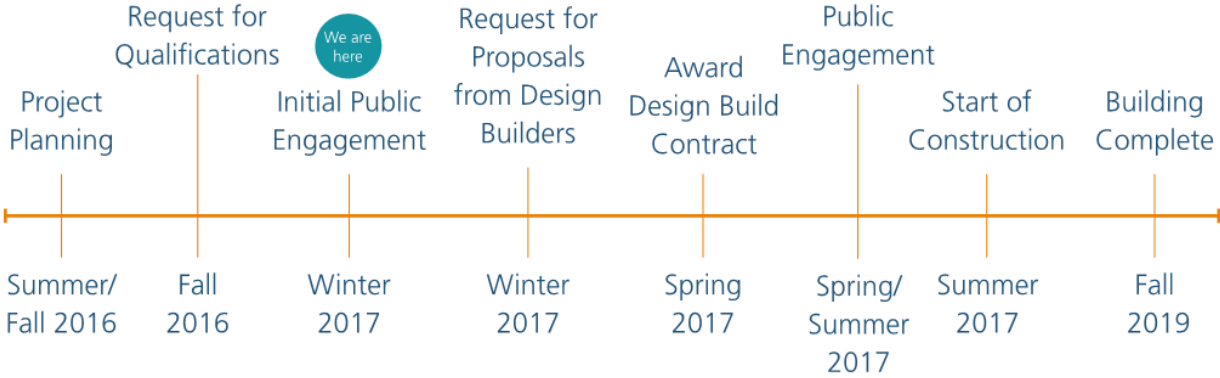 Project
Planning
Summer/
Fall 2016
Request for
Qualifications
Fall
2016
We are
here
Initial Public
Engagement
Winter
2017
Request for
Proposals
from Design
Builders
Winter
2017
Award
Design Build
Contract
Spring
2017
Public
Engagement
Spring/
Summer
2017
Start of
Construction
Summer
2017
Building
Complete
Fall
2019